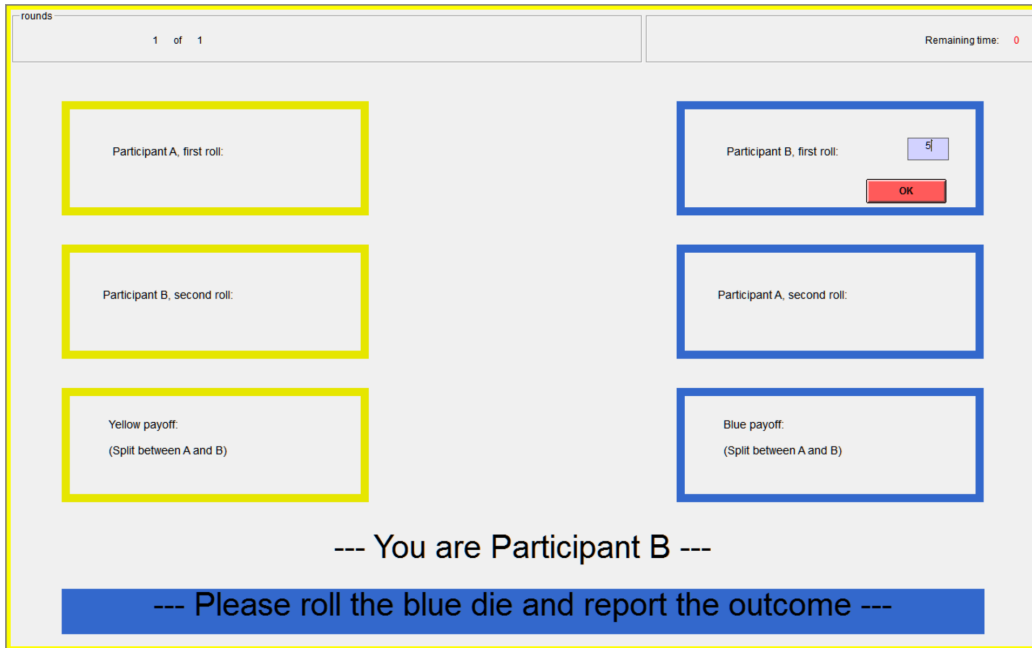 rounds
1 of 1
Remaining time: 0
Participant A, first roll:
Participant B, first roll: 5
OK
Participant B, second roll:
Participant A, second roll:
Yellow payoff:
(Split between A and B)
Blue payoff:
(Split between A and B)
--- You are Participant B ---
--- Please roll the blue die and report the outcome ---